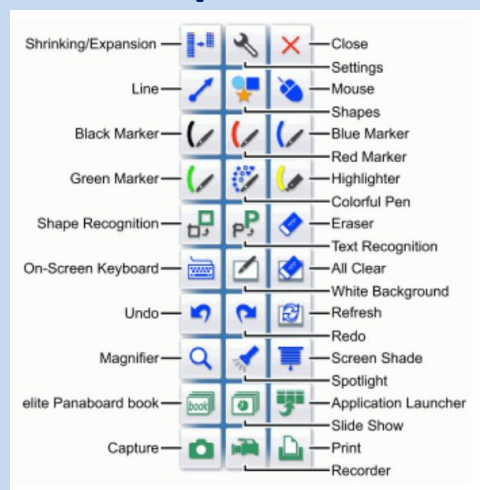 Shrinking/Expansion
Close
Settings
Line
Mouse
Shapes
Black Marker
Blue Marker
Red Marker
Green Marker
Highlighter
Colorful Pen
Shape Recognition
Eraser
P
P
Text Recognition
On-Screen Keyboard
All Clear
White Background
Undo
Refresh
Redo
Magnifier
Screen Shade
Spotlight
elite Panaboard book
book
Application Launcher
Slide Show
Capture
Print
Recorder